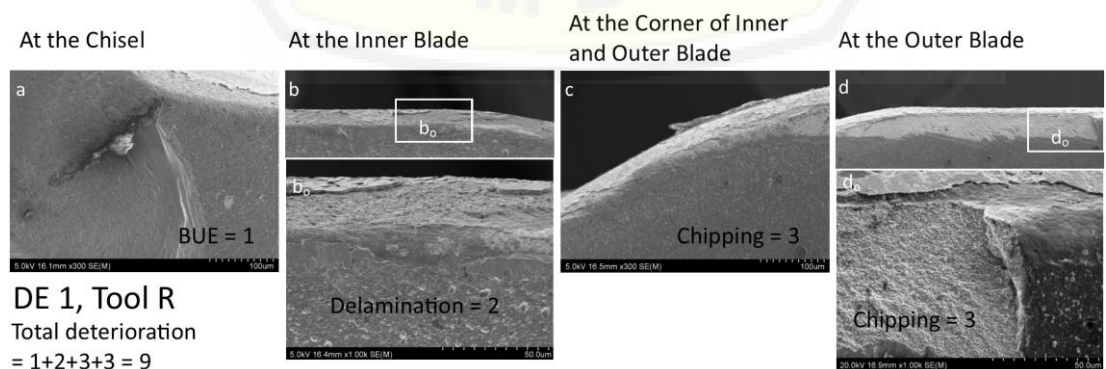 At the Chisel
At the Inner Blade
At the Corner of Inner
and Outer Blade
At the Outer Blade
a
BUE = 1
5.0kV 16.1mm x300 SE(M)
100um
b
bo
bo
Delamination = 2
5.0kV 16.4mm x1.00k SE(M)
50.0um
c
Chipping = 3
5.0kV 16.5mm x300 SE(M)
100um
d
do
do
Chipping = 3
20.0kV 16.9mm x1.00k SE(M)
50.0um
DE 1, Tool R
Total deterioration
= 1+2+3+3 = 9